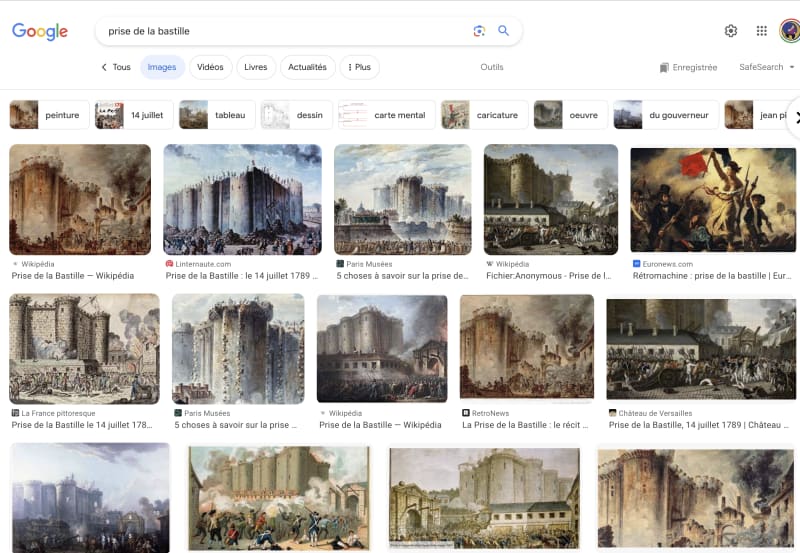 Google
prise de la bastille
Tous
Images
Vidéos
Livres
Actualités
Plus
Outils
Enregistrée
SafeSearch
peinture
14 juillet
tableau
dessin
carte mental
caricature
oeuvre
du gouverneur
jean pi
Wikipédia
Prise de la Bastille — Wikipédia
Linternaute.com
Prise de la Bastille : le 14 juillet 1789 ...
Paris Musées
5 choses à savoir sur la prise de...
Wikipédia
Fichier:Anonymous - Prise de l...
Euronews.com
Rétromachine : prise de la bastille | Eur...
La France pittoresque
Prise de la Bastille le 14 juillet 178...
Paris Musées
5 choses à savoir sur la prise ...
Wikipédia
Prise de la Bastille — Wikipédia
RetroNews
La Prise de la Bastille : le récit ...
Château de Versailles
Prise de la Bastille, 14 juillet 1789 | Château ...